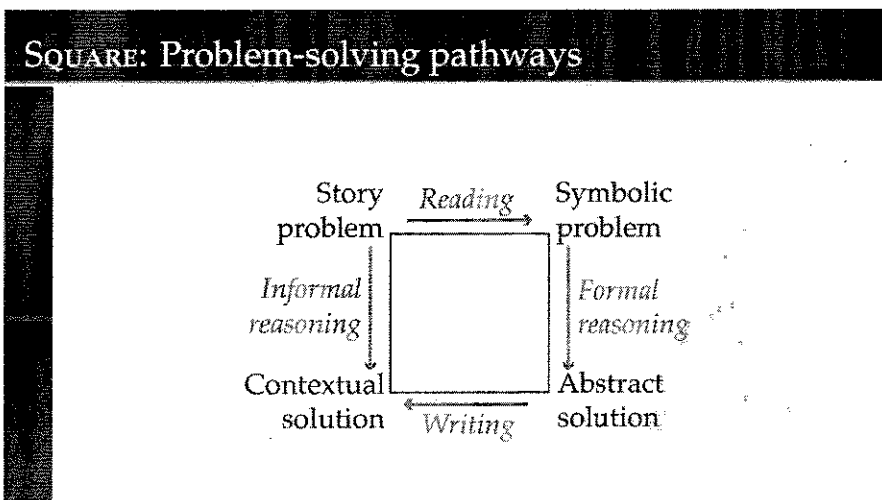 SQUARE: Problem-solving pathways
Story
problem
Reading
Symbolic
problem
Informal
reasoning
Formal
reasoning
Contextual
solution
Writing
Abstract
solution